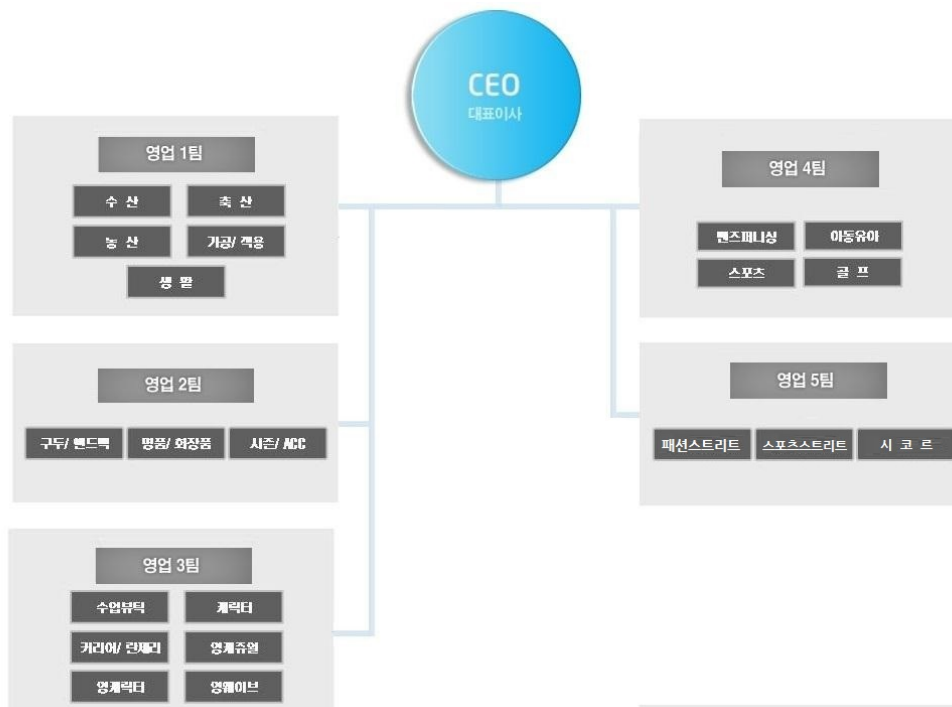 CEO
대표이사
영업 1팀
수 산
축 산
농 산
가공/ 적용
생 활
영업 2팀
구두/ 핸드백
명품/ 화장품
시즌/ ACC
영업 3팀
수입뷰틱
캐릭터
커리어/ 란제리
영캐쥬얼
영캐릭터
영웨이브
영업 4팀
맨즈퍼니싱
아동유아
스포츠
골 프
영업 5팀
패션스트리트
스포츠스트리트
시 코 르